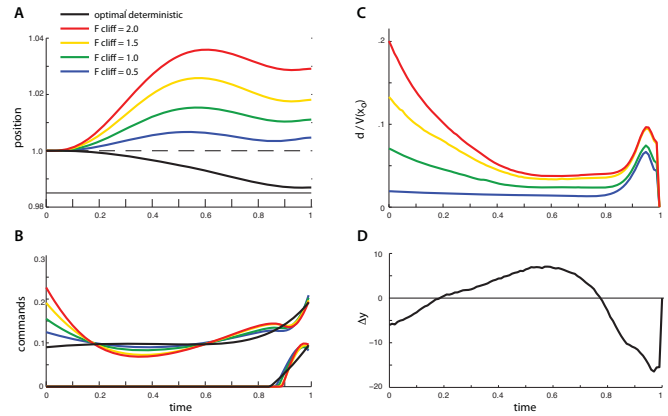 A
optimal deterministic
F cliff = 2.0
F cliff = 1.5
F cliff = 1.0
F cliff = 0.5
1.04
1.02
1.0
0.98
position
0
0.2
0.4
0.6
0.8
1
B
0.3
0.2
0.1
0
commands
0
0.2
0.4
0.6
0.8
1
time
C
.2
.1
0
d / V(x₀)
0
0.2
0.4
0.6
0.8
1
D
10
0
−10
−20
Δy
0
0.2
0.4
0.6
0.8
1
time